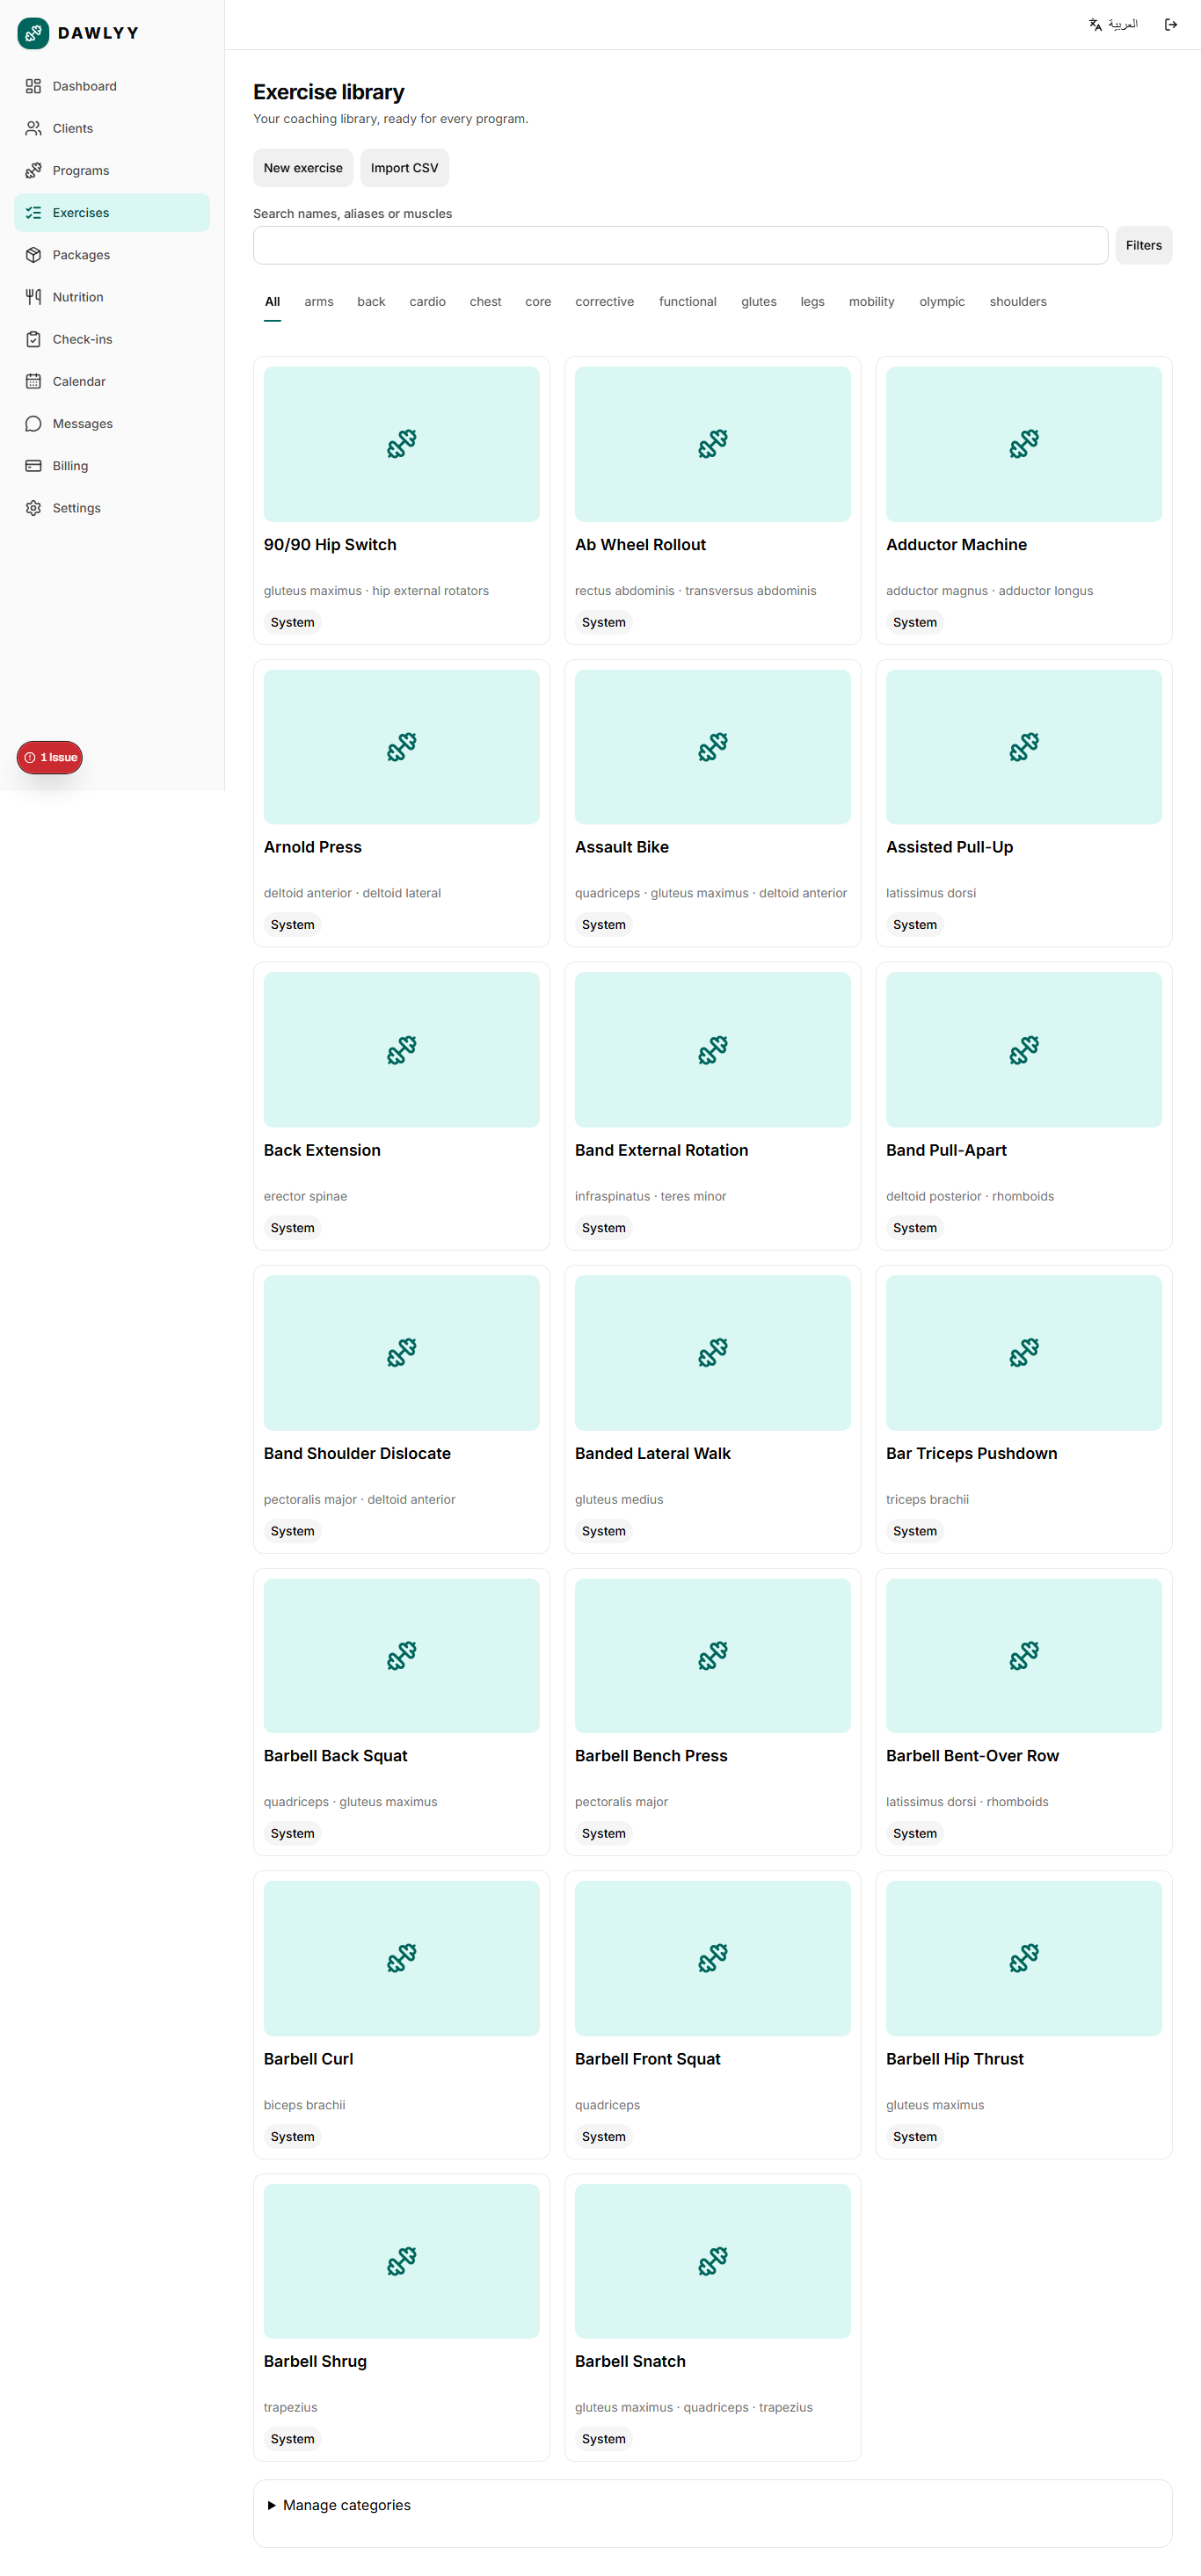 DAWLYY
العربية
Dashboard
Clients
Programs
Exercises
Packages
Nutrition
Check-ins
Calendar
Messages
Billing
Settings
1 Issue
Exercise library
Your coaching library, ready for every program.
New exercise
Import CSV
Search names, aliases or muscles
Filters
All arms back cardio chest core corrective functional glutes legs mobility olympic shoulders
90/90 Hip Switch
gluteus maximus · hip external rotators
System
Ab Wheel Rollout
rectus abdominis · transversus abdominis
System
Adductor Machine
adductor magnus · adductor longus
System
Arnold Press
deltoid anterior · deltoid lateral
System
Assault Bike
quadriceps · gluteus maximus · deltoid anterior
System
Assisted Pull-Up
latissimus dorsi
System
Back Extension
erector spinae
System
Band External Rotation
infraspinatus · teres minor
System
Band Pull-Apart
deltoid posterior · rhomboids
System
Band Shoulder Dislocate
pectoralis major · deltoid anterior
System
Banded Lateral Walk
gluteus medius
System
Bar Triceps Pushdown
triceps brachii
System
Barbell Back Squat
quadriceps · gluteus maximus
System
Barbell Bench Press
pectoralis major
System
Barbell Bent-Over Row
latissimus dorsi · rhomboids
System
Barbell Curl
biceps brachii
System
Barbell Front Squat
quadriceps
System
Barbell Hip Thrust
gluteus maximus
System
Barbell Shrug
trapezius
System
Barbell Snatch
gluteus maximus · quadriceps · trapezius
System
Manage categories